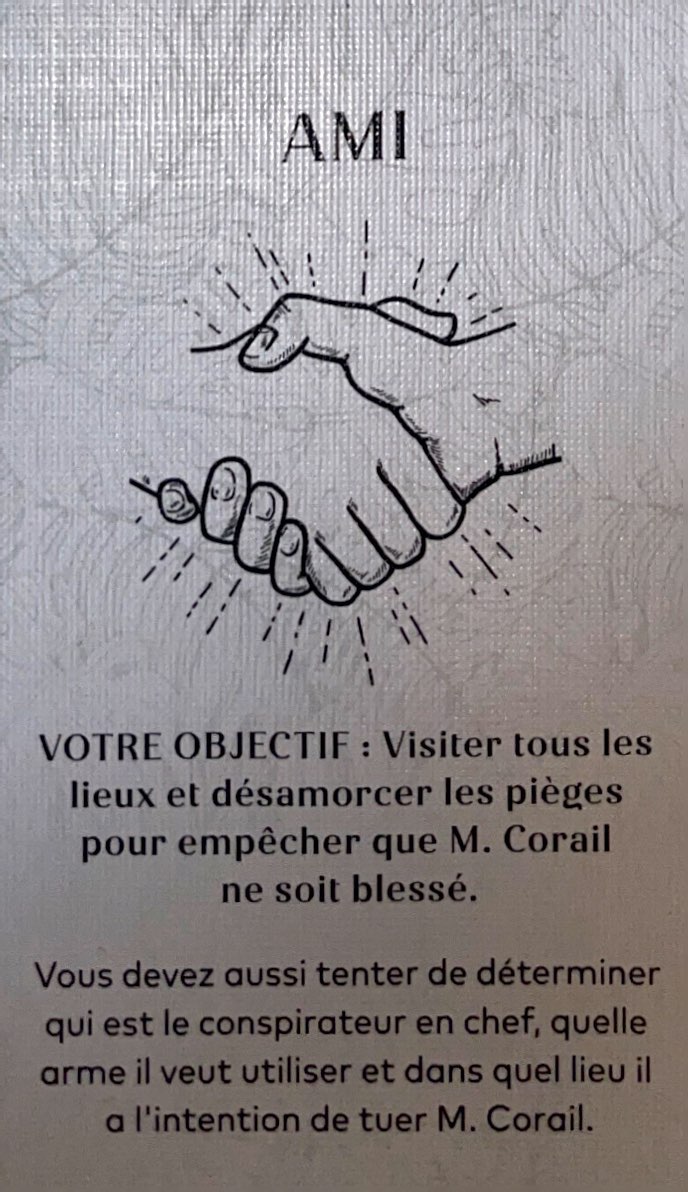 AMI
VOTRE OBJECTIF : Visiter tous les
lieux et désamorcer les pièges
pour empêcher que M. Corail
ne soit blessé.
Vous devez aussi tenter de déterminer
qui est le conspirateur en chef, quelle
arme il veut utiliser et dans quel lieu il
a l'intention de tuer M. Corail.